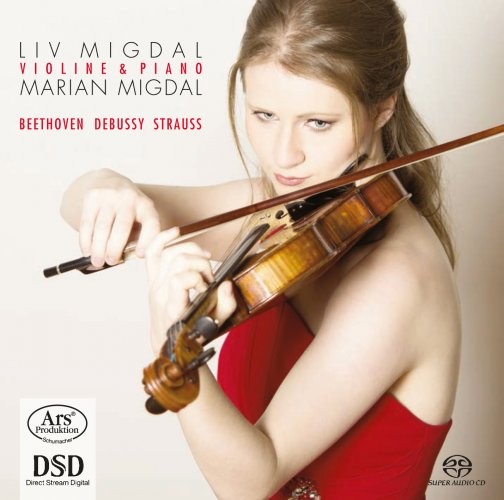 LIV MIGDAL
VIOLINE & PIANO
MARIAN MIGDAL
BEETHOVEN DEBUSSY STRAUSS
Ars®
Produktion
Schumacher
DSD
Direct Stream Digital
SUPER AUDIO CD